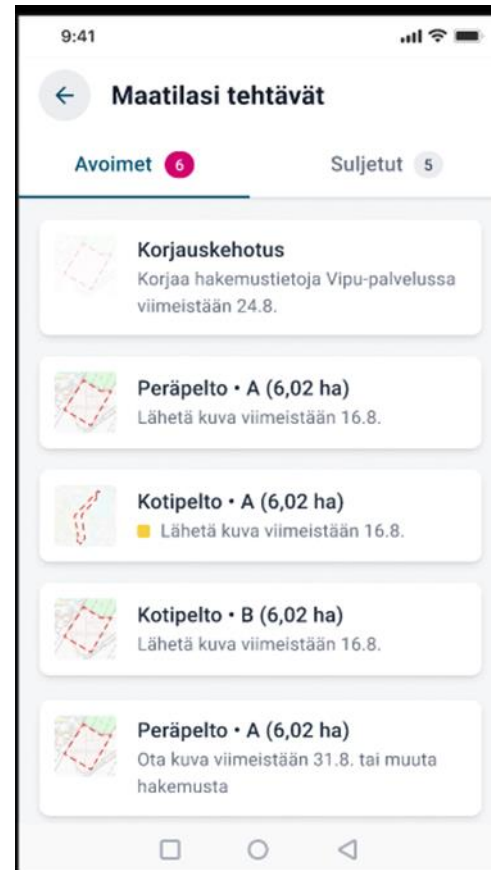 9:41
Maatilasi tehtävät
Avoimet 6 Suljetut 5
Korjauskehotus
Korjaa hakemustietoja Vipu-palvelussa
viimeistään 24.8.
Peräpelto • A (6,02 ha)
Lähetä kuva viimeistään 16.8.
Kotipelto • A (6,02 ha)
Lähetä kuva viimeistään 16.8.
Kotipelto • B (6,02 ha)
Lähetä kuva viimeistään 16.8.
Peräpelto • A (6,02 ha)
Ota kuva viimeistään 31.8. tai muuta
hakemusta